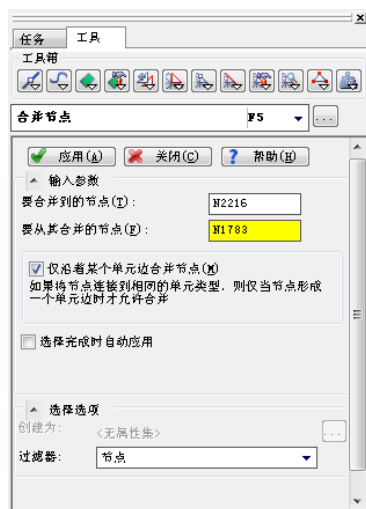 任务 工具
工具箱
合并节点 F5 ...
应用(A) 关闭(C) ? 帮助(H)
输入参数
要合并到的节点(T): N2216
要从其合并的节点(F): N1783
仅沿着某个单元边合并节点(M)
如果将节点连接到相同的单元类型，则仅当节点形成
一个单元边时才允许合并
选择完成时自动应用
选择选项
创建为: <无属性集> ...
过滤器: 节点